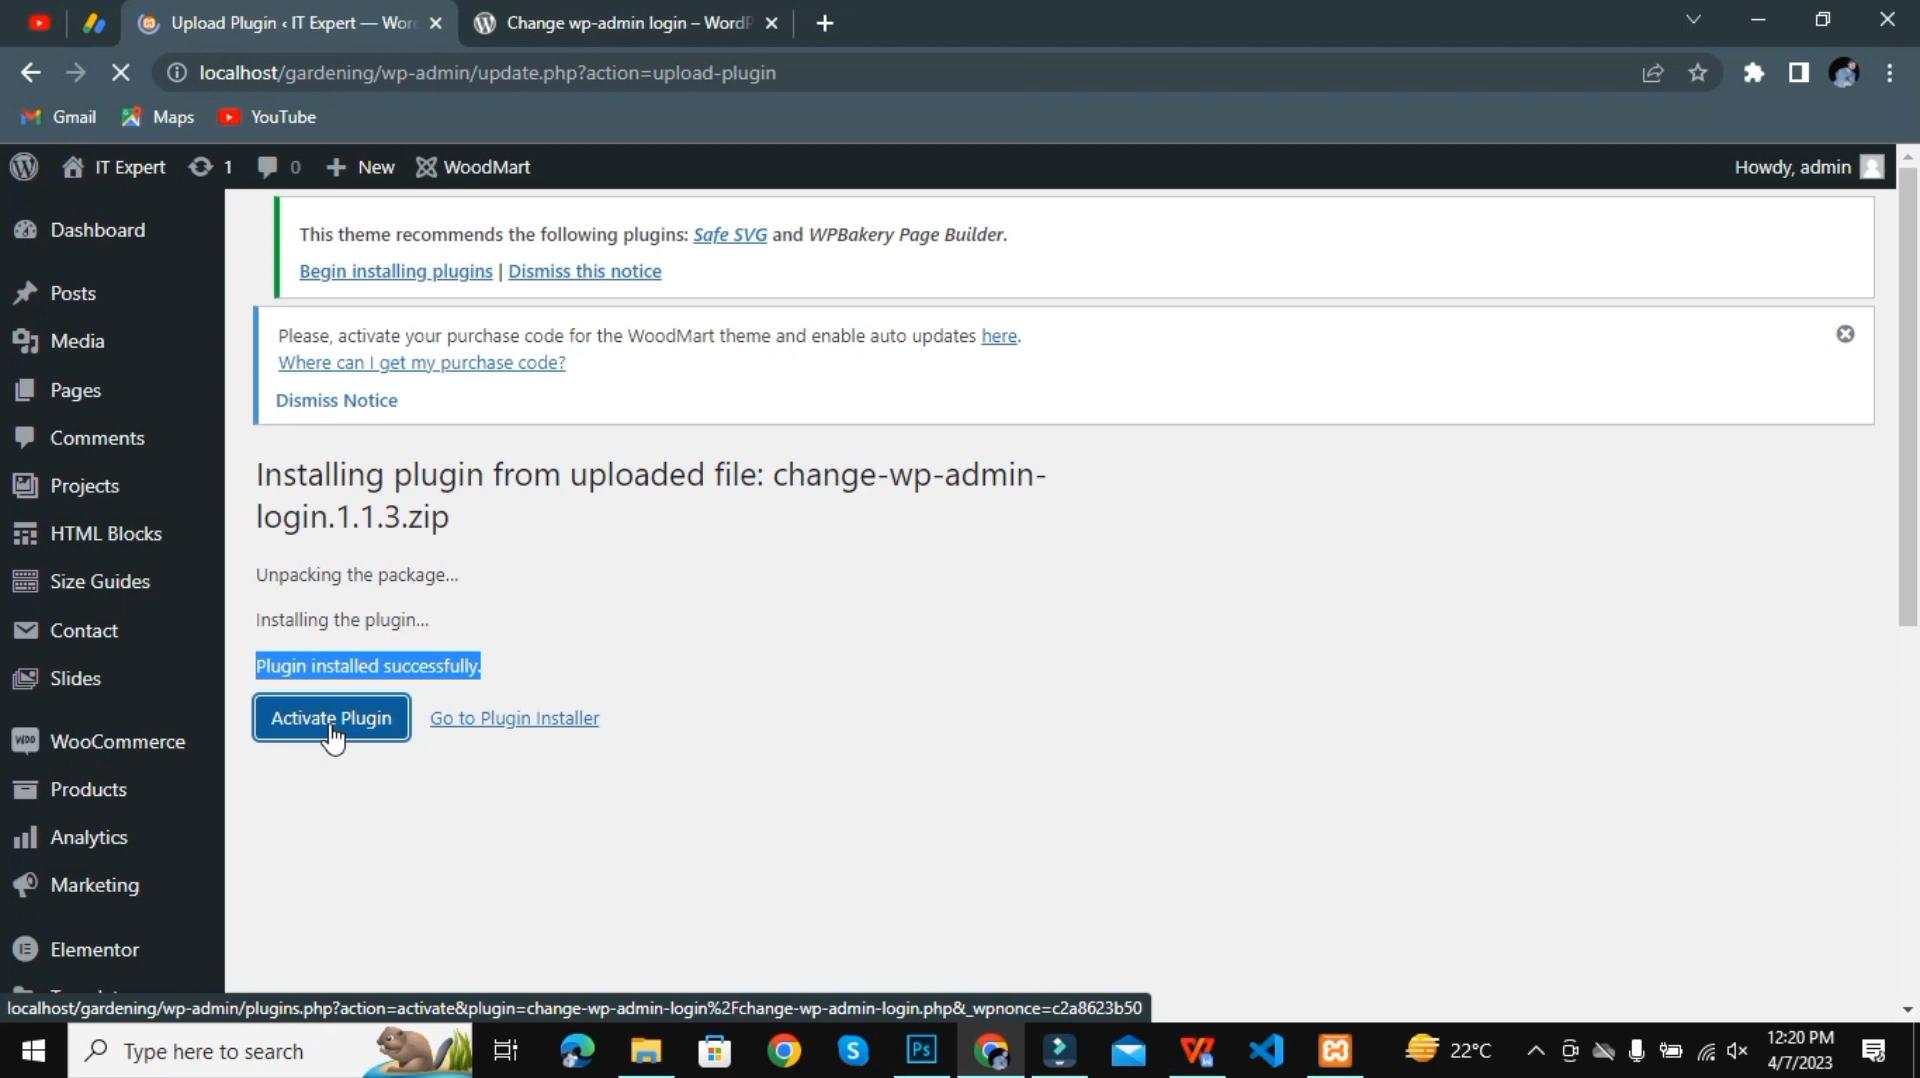 Upload Plugin ‹ IT Expert — Wor
Change wp-admin login – WordP
localhost/gardening/wp-admin/update.php?action=upload-plugin
Gmail
Maps
YouTube
IT Expert
1
0
New
WoodMart
Howdy, admin
Dashboard
Posts
Media
Pages
Comments
Projects
HTML Blocks
Size Guides
Contact
Slides
WooCommerce
Products
Analytics
Marketing
Elementor
This theme recommends the following plugins: Safe SVG and WPBakery Page Builder.
Begin installing plugins | Dismiss this notice
Please, activate your purchase code for the WoodMart theme and enable auto updates here.
Where can I get my purchase code?
Dismiss Notice
Installing plugin from uploaded file: change-wp-admin-
login.1.1.3.zip
Unpacking the package…
Installing the plugin…
Plugin installed successfully.
Activate Plugin
Go to Plugin Installer
localhost/gardening/wp-admin/plugins.php?action=activate&plugin=change-wp-admin-login%2Fchange-wp-admin-login.php&_wpnonce=c2a8623b50
Type here to search
Ps
22°C
12:20 PM
4/7/2023